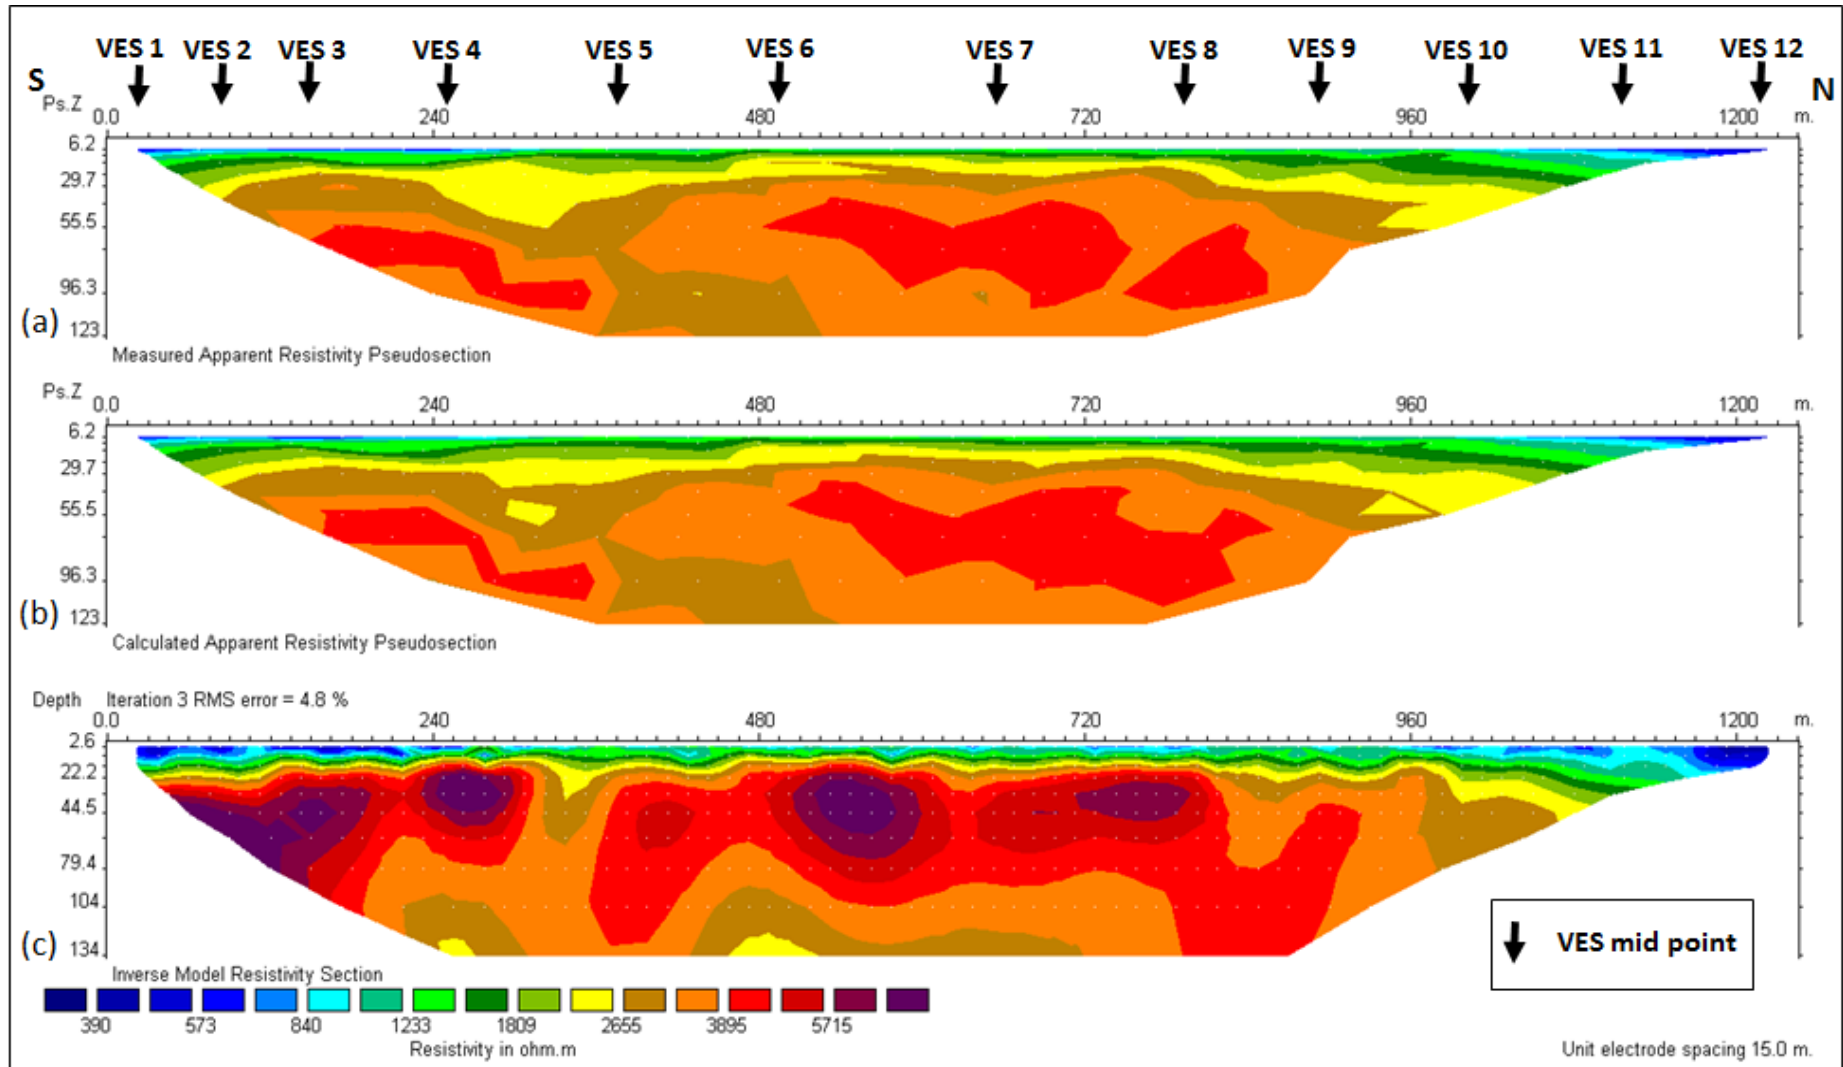 VES 1 VES 2 VES 3 VES 4 VES 5 VES 6 VES 7 VES 8 VES 9 VES 10 VES 11 VES 12
S N
Ps.Z 0.0 240 480 720 960 1200 m.
6.2
29.7
55.5
96.3
(a)
123
Measured Apparent Resistivity Pseudosection
Ps.Z 0.0 240 480 720 960 1200 m.
6.2
29.7
55.5
96.3
(b)
123
Calculated Apparent Resistivity Pseudosection
Depth Iteration 3 RMS error = 4.8 %
0.0 240 480 720 960 1200 m.
2.6
22.2
44.5
79.4
104
(c)
134
VES mid point
Inverse Model Resistivity Section
390 573 840 1233 1809 2655 3895 5715
Resistivity in ohm.m
Unit electrode spacing 15.0 m.